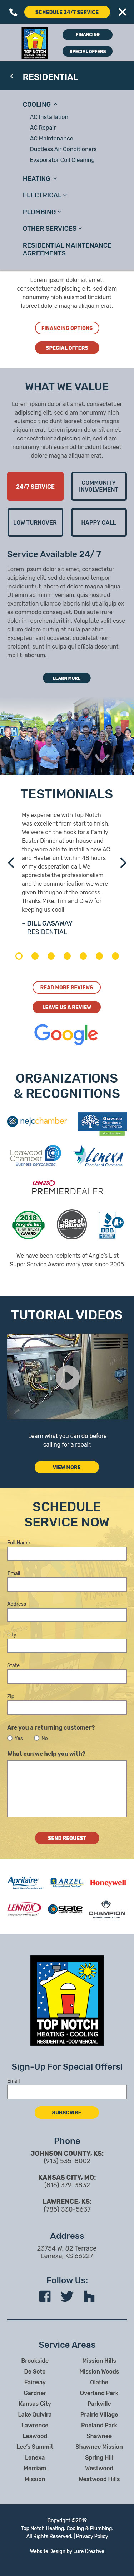 SCHEDULE 24/7 SERVICE
TOP NOTCH
FINANCING
SPECIAL OFFERS
RESIDENTIAL
COOLING
AC Installation
AC Repair
AC Maintenance
Ductless Air Conditioners
Evaporator Coil Cleaning
HEATING
ELECTRICAL
PLUMBING
OTHER SERVICES
RESIDENTIAL MAINTENANCE
AGREEMENTS
Lorem ipsum dolor sit amet,
consectetuer adipiscing elit, sed diam
nonummy nibh euismod tincidunt
laoreet dolore magna aliquam erat.
FINANCING OPTIONS
SPECIAL OFFERS
WHAT WE VALUE
Lorem ipsum dolor sit amet, consectetuer
adipiscing elit, sed diam nonummy nibh
euismod tincidunt laoreet dolore magna
aliquam erat. Lorem ipsum dolor sit amet,
consectetuer adipiscing elit, sed diam
nonummy nibh euismod tincidunt laoreet
dolore magna aliquam erat.
24/7 SERVICE
COMMUNITY
INVOLVEMENT
LOW TURNOVER
HAPPY CALL
Service Available 24/ 7
Lorem ipsum dolor sit amet, consectetur
adipiscing elit, sed do eiusmod tempor
incididunt ut labore et dolore magna aliqua.
Ut enim ad minim veniam, quis nostrud
exercitation ullamco laboris nisi ut aliquip ex ea
commodo consequat. Duis aute irure
dolor in reprehenderit in. Voluptate velit esse
cillum dolore eu fugiat nulla pariatur.
Excepteur sint occaecat cupidatat non
proident, sunt in culpa qui officia deserunt
mollit laborum.
LEARN MORE
TESTIMONIALS
My experience with Top Notch
was excellent, from start to finish.
We were on the hook for a Family
Easter Dinner at our house and
they were able to install a new AC
and Heater unit within 48 hours
of my desperation call. We
appreciate the professionalism
and the communication we were
given throughout the process.
Thanks Mike, Tim and Crew for
keeping us cool!
– BILL GASAWAY
RESIDENTIAL
READ MORE REVIEWS
LEAVE US A REVIEW
Google
ORGANIZATIONS
& RECOGNITIONS
nejcchamber
Shawnee
Chamber of
Commerce
Leawood
Chamber
Business personalized
Lenexa
Chamber of Commerce
LENNOX
PREMIERDEALER
2018
Angie's list
SUPER SERVICE
AWARD
Best of Shawnee
A+
BBB
We have been recipients of Angie's List
Super Service Award every year since 2005.
TUTORIAL VIDEOS
Learn what you can do before
calling for a repair.
VIEW MORE
SCHEDULE
SERVICE NOW
Full Name
Email
Address
City
State
Zip
Are you a returning customer?
Yes No
What can we help you with?
SEND REQUEST
Aprilaire
ARZEL
Honeywell
LENNOX
state
CHAMPION
TOP NOTCH
HEATING • COOLING
RESIDENTIAL • COMMERCIAL
Sign-Up For Special Offers!
Email
SUBSCRIBE
Phone
JOHNSON COUNTY, KS:
(913) 535-8002
KANSAS CITY, MO:
(816) 379-3832
LAWRENCE, KS:
(785) 330-5637
Address
23754 W. 82 Terrace
Lenexa, KS 66227
Follow Us:
Service Areas
Brookside
De Soto
Fairway
Gardner
Kansas City
Lake Quivira
Lawrence
Leawood
Lee's Summit
Lenexa
Merriam
Mission
Mission Hills
Mission Woods
Olathe
Overland Park
Parkville
Prairie Village
Roeland Park
Shawnee
Shawnee Mission
Spring Hill
Westwood
Westwood Hills
Copyright ©2019
Top Notch Heating, Cooling & Plumbing.
All Rights Reserved. | Privacy Policy
Website Design by Lure Creative